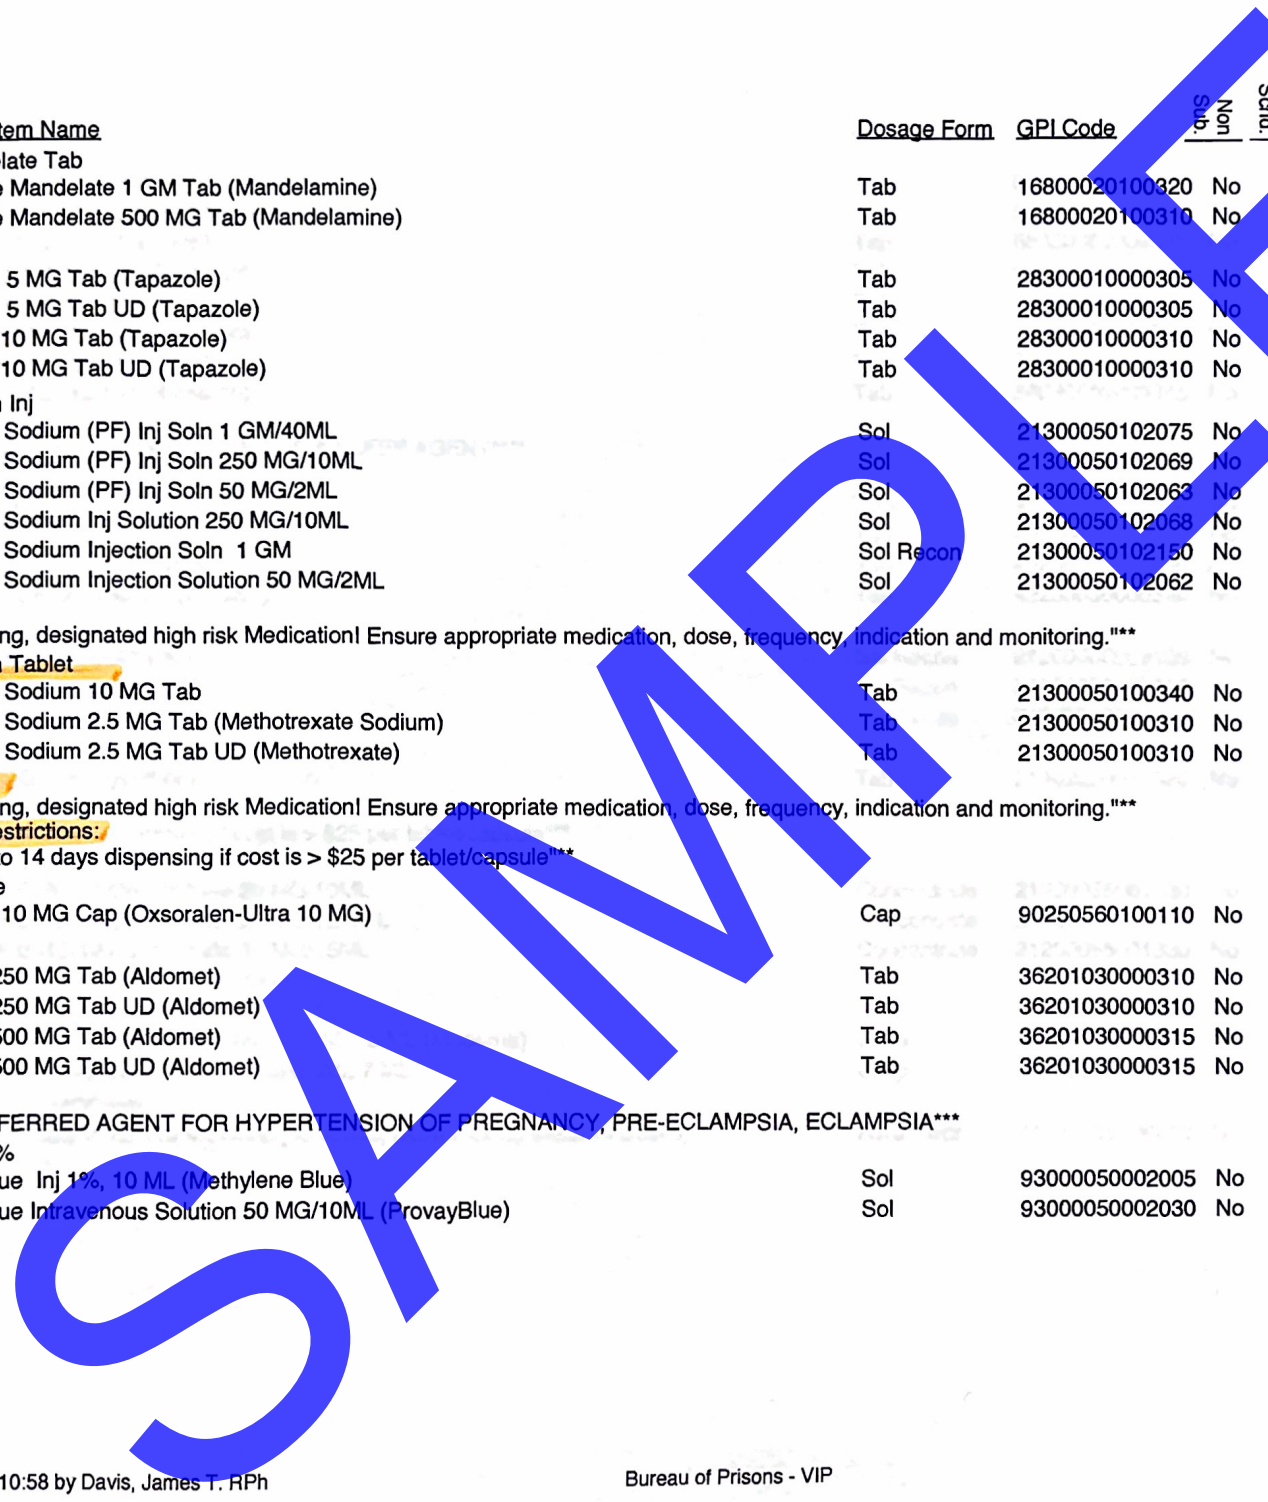 tem Name Dosage Form GPI Code Non Sub. Schd.
late Tab
e Mandelate 1 GM Tab (Mandelamine) Tab 16800020100320 No
e Mandelate 500 MG Tab (Mandelamine) Tab 16800020100310 No
5 MG Tab (Tapazole) Tab 28300010000305 No
5 MG Tab UD (Tapazole) Tab 28300010000305 No
10 MG Tab (Tapazole) Tab 28300010000310 No
10 MG Tab UD (Tapazole) Tab 28300010000310 No
Inj
Sodium (PF) Inj Soln 1 GM/40ML Sol 21300050102075 No
Sodium (PF) Inj Soln 250 MG/10ML Sol 21300050102069 No
Sodium (PF) Inj Soln 50 MG/2ML Sol 21300050102063 No
Sodium Inj Solution 250 MG/10ML Sol 21300050102068 No
Sodium Injection Soln 1 GM Sol Recon 21300050102150 No
Sodium Injection Solution 50 MG/2ML Sol 21300050102062 No
ng, designated high risk Medication! Ensure appropriate medication, dose, frequency, indication and monitoring."**
Tablet
Sodium 10 MG Tab Tab 21300050100340 No
Sodium 2.5 MG Tab (Methotrexate Sodium) Tab 21300050100310 No
Sodium 2.5 MG Tab UD (Methotrexate) Tab 21300050100310 No
ng, designated high risk Medication! Ensure appropriate medication, dose, frequency, indication and monitoring."**
estrictions:
o 14 days dispensing if cost is > $25 per tablet/capsule"**
e
10 MG Cap (Oxsoralen-Ultra 10 MG) Cap 90250560100110 No
250 MG Tab (Aldomet) Tab 36201030000310 No
250 MG Tab UD (Aldomet) Tab 36201030000310 No
500 MG Tab (Aldomet) Tab 36201030000315 No
500 MG Tab UD (Aldomet) Tab 36201030000315 No
FERRED AGENT FOR HYPERTENSION OF PREGNANCY, PRE-ECLAMPSIA, ECLAMPSIA***
%
ue Inj 1%, 10 ML (Methylene Blue) Sol 93000050002005 No
ue Intravenous Solution 50 MG/10ML (ProvayBlue) Sol 93000050002030 No
10:58 by Davis, James T. RPh Bureau of Prisons - VIP
SAMPLE